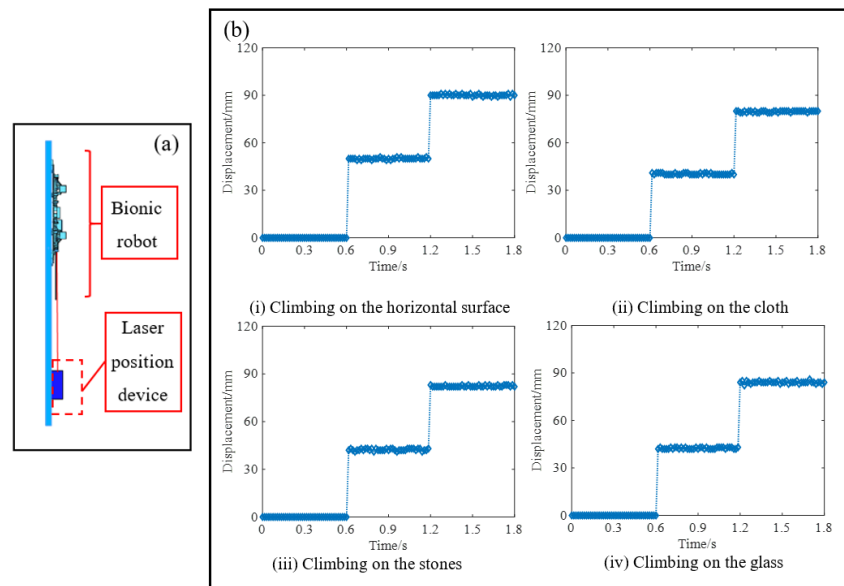 (a)
Bionic
robot
Laser
position
device
(b)
120
90
60
30
0
Displacement/mm
0 0.3 0.6 0.9 1.2 1.5 1.8
Time/s
(i) Climbing on the horizontal surface
120
90
60
30
0
Displacement/mm
0 0.3 0.6 0.9 1.2 1.5 1.8
Time/s
(ii) Climbing on the cloth
120
90
60
30
0
Displacement/mm
0 0.3 0.6 0.9 1.2 1.5 1.8
Time/s
(iii) Climbing on the stones
120
90
60
30
0
Displacement/mm
0 0.3 0.6 0.9 1.2 1.5 1.8
Time/s
(iv) Climbing on the glass